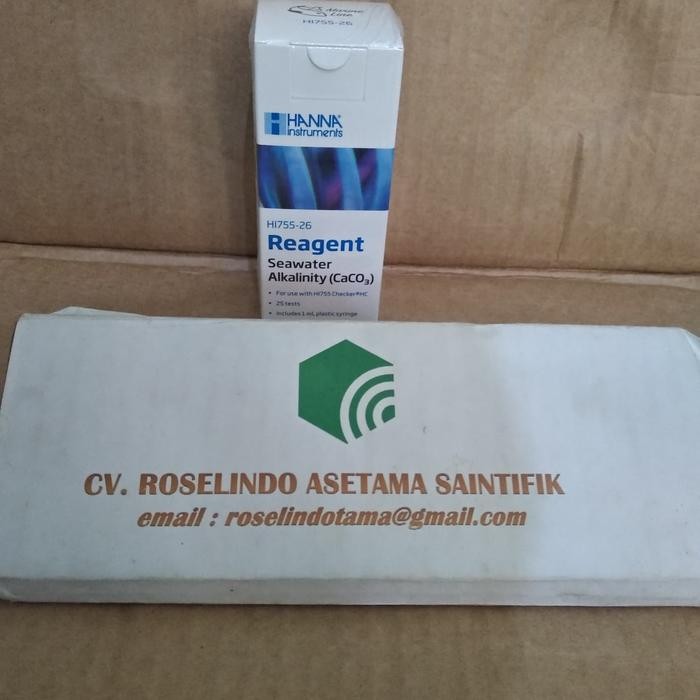 Marine
Line
HI755-26
HANNA
instruments
HI755-26
Reagent
Seawater
Alkalinity (CaCO₃)
• For use with HI755 Checker®HC
• 25 tests
• Includes 1 mL plastic syringe
CV. ROSELINDO ASETAMA SAINTIFIK
email : roselindotama@gmail.com